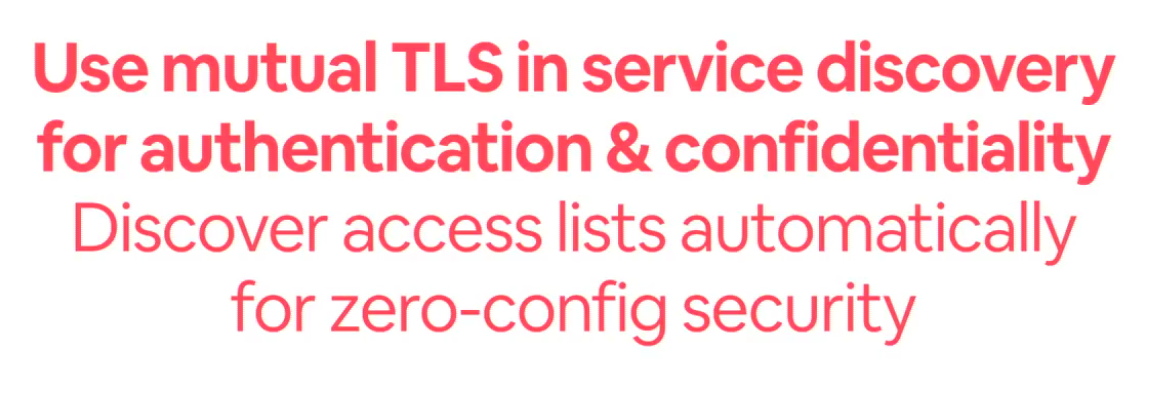 Use mutual TLS in service discovery
for authentication & confidentiality
Discover access lists automatically
for zero-config security